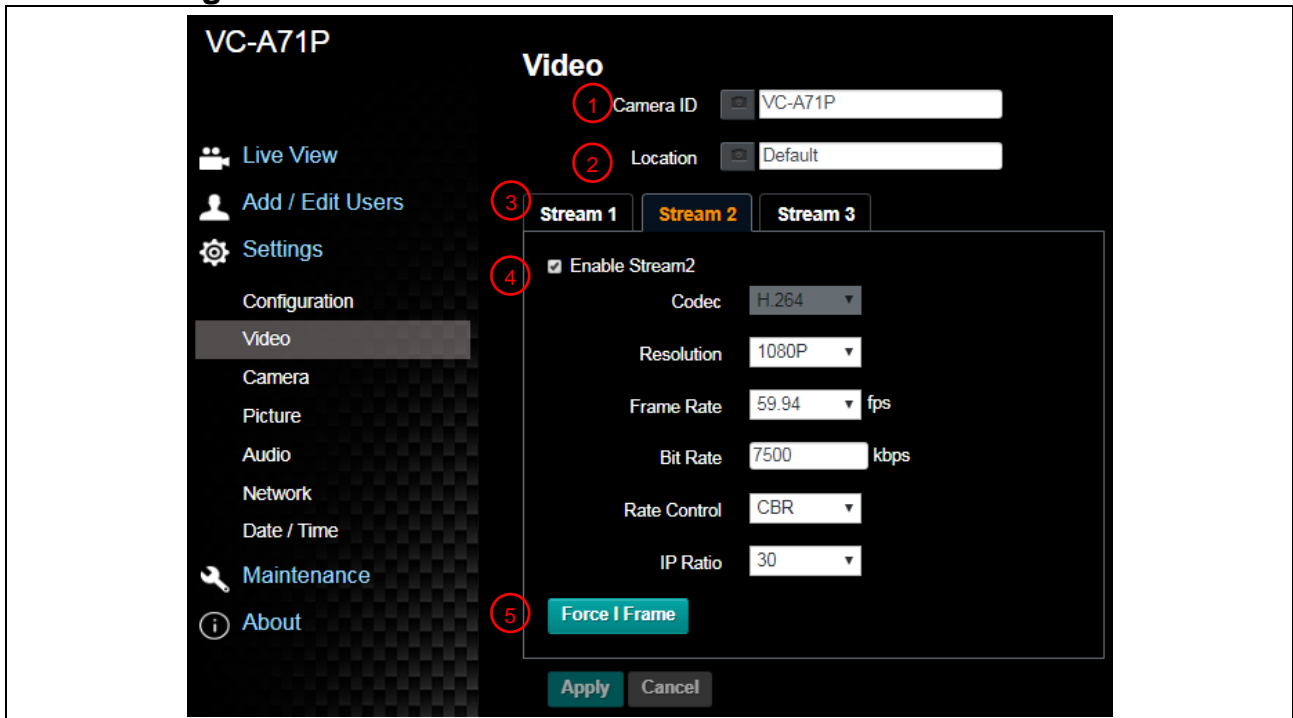 VC-A71P
Video
1 Camera ID VC-A71P
Live View
2 Location Default
Add / Edit Users
3 Stream 1 Stream 2 Stream 3
Settings
4 Enable Stream2
Configuration
Codec H.264
Video
Resolution 1080P
Camera
Frame Rate 59.94 fps
Picture
Audio
Bit Rate 7500 kbps
Network
Rate Control CBR
Date / Time
IP Ratio 30
Maintenance
5 Force I Frame
About
Apply Cancel